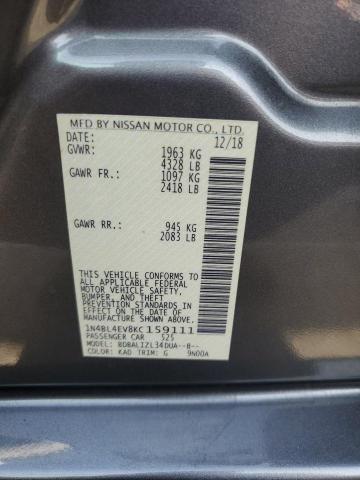 MFD BY NISSAN MOTOR CO., LTD.
DATE: 12/18
GVWR: 1963 KG
4328 LB
GAWR FR.: 1097 KG
2418 LB
GAWR RR.: 945 KG
2083 LB
THIS VEHICLE CONFORMS TO
ALL APPLICABLE FEDERAL
MOTOR VEHICLE SAFETY,
BUMPER, AND THEFT
PREVENTION STANDARDS IN
EFFECT ON THE DATE OF
MANUFACTURE SHOWN ABOVE.
1N4BL4EV8KC159111
PASSENGER CAR 525
MODEL: BDBALIZL34DUA--B--
COLOR: KAD TRIM: G 9N00A